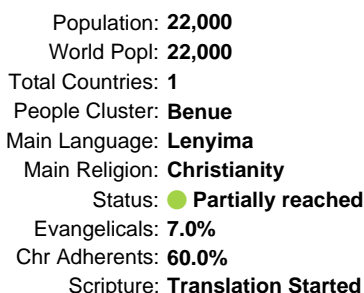 Population: 22,000
World Popl: 22,000
Total Countries: 1
People Cluster: Benue
Main Language: Lenyima
Main Religion: Christianity
Status: Partially reached
Evangelicals: 7.0%
Chr Adherents: 60.0%
Scripture: Translation Started